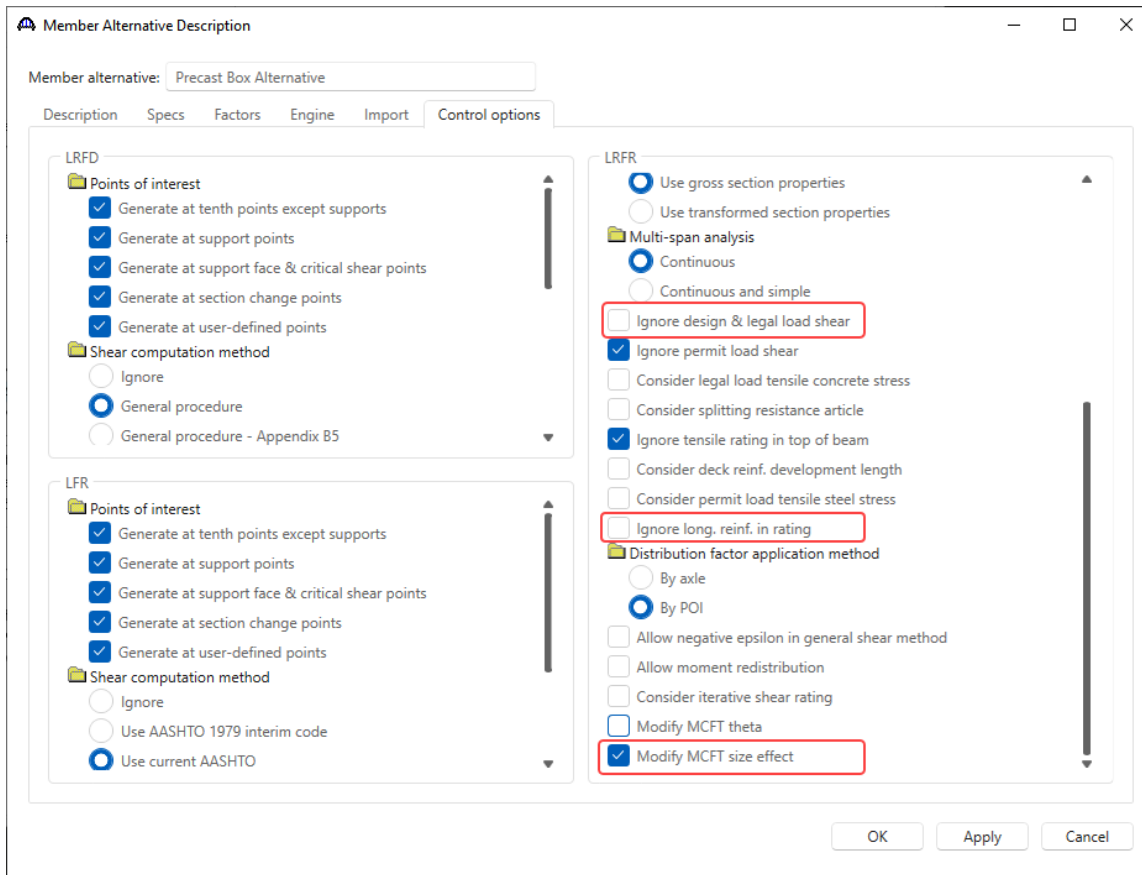 Member Alternative Description
Member alternative: Precast Box Alternative
Description Specs Factors Engine Import Control options
LRFD
Points of interest
Generate at tenth points except supports
Generate at support points
Generate at support face & critical shear points
Generate at section change points
Generate at user-defined points
Shear computation method
Ignore
General procedure
General procedure - Appendix B5
LFR
Points of interest
Generate at tenth points except supports
Generate at support points
Generate at support face & critical shear points
Generate at section change points
Generate at user-defined points
Shear computation method
Ignore
Use AASHTO 1979 interim code
Use current AASHTO
LRFR
Use gross section properties
Use transformed section properties
Multi-span analysis
Continuous
Continuous and simple
Ignore design & legal load shear
Ignore permit load shear
Consider legal load tensile concrete stress
Consider splitting resistance article
Ignore tensile rating in top of beam
Consider deck reinf. development length
Consider permit load tensile steel stress
Ignore long. reinf. in rating
Distribution factor application method
By axle
By POI
Allow negative epsilon in general shear method
Allow moment redistribution
Consider iterative shear rating
Modify MCFT theta
Modify MCFT size effect
OK Apply Cancel